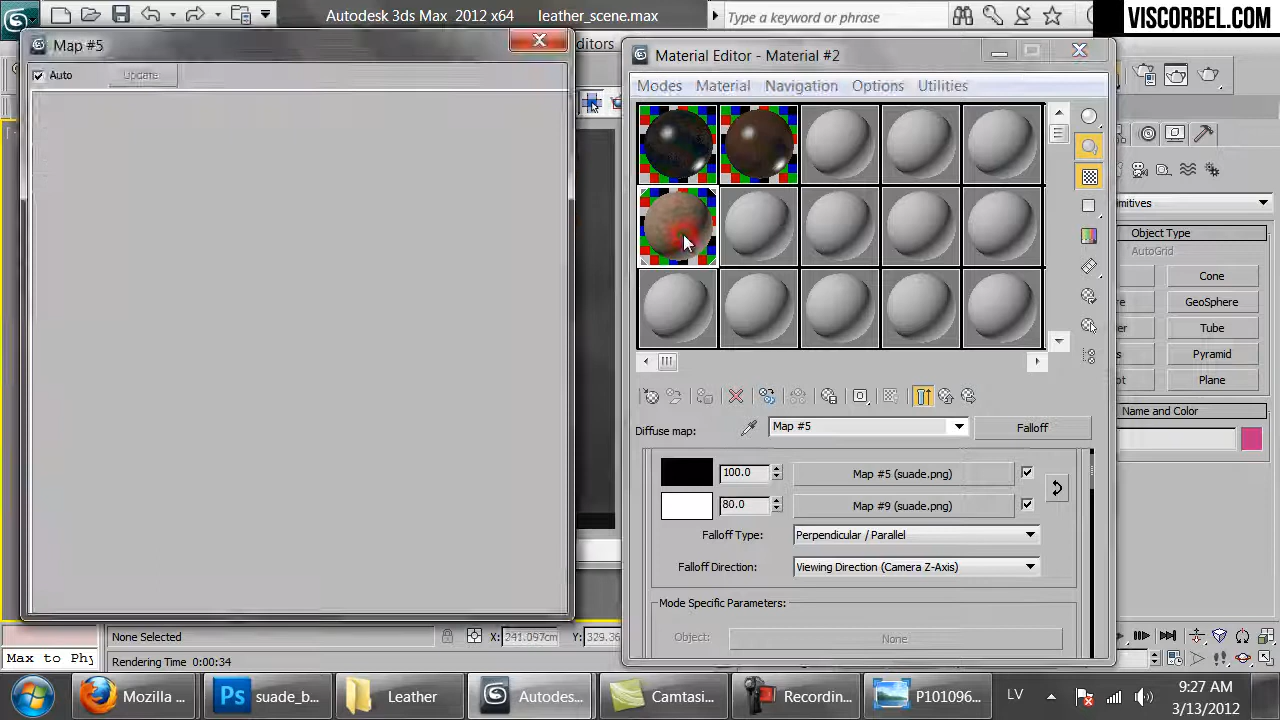 Autodesk 3ds Max 2012 x64 leather_scene.max
Type a keyword or phrase
VISCORBEL.COM
Map #5
Auto
Update
Material Editor - Material #2
Modes Material Navigation Options Utilities
Diffuse map: Map #5 Falloff
100.0 Map #5 (suade.png)
80.0 Map #9 (suade.png)
Falloff Type: Perpendicular / Parallel
Falloff Direction: Viewing Direction (Camera Z-Axis)
Mode Specific Parameters:
Object: None
Object Type
AutoGrid
Cone
GeoSphere
Tube
Pyramid
Plane
Name and Color
None Selected X: 241.097cm Y: 329.36
Max to Phy
Rendering Time 0:00:34
Mozilla ... suade_b... Leather Autodes... Camtasi... Recordin... P101096... LV 9:27 AM
3/13/2012